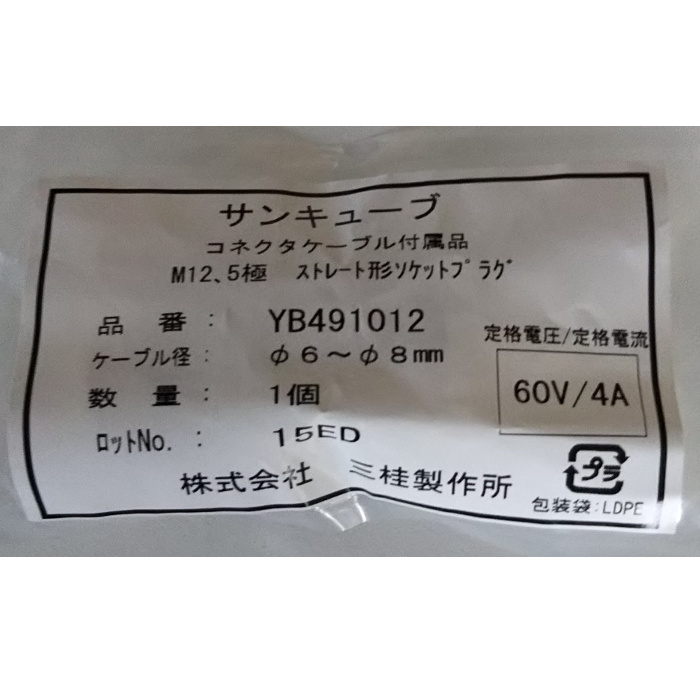 サンキューブ
コネクタケーブル付属品
M12、5極 ｽﾄﾚｰﾄ形ｿｹｯﾄﾌﾟﾗｸﾞ
品番： YB491012
ケーブル径： φ6～φ8mm
数量： 1個
ﾛｯﾄNo.： 15ED
定格電圧/定格電流
60V/4A
株式会社 三桂製作所
プラ
包装袋:LDPE